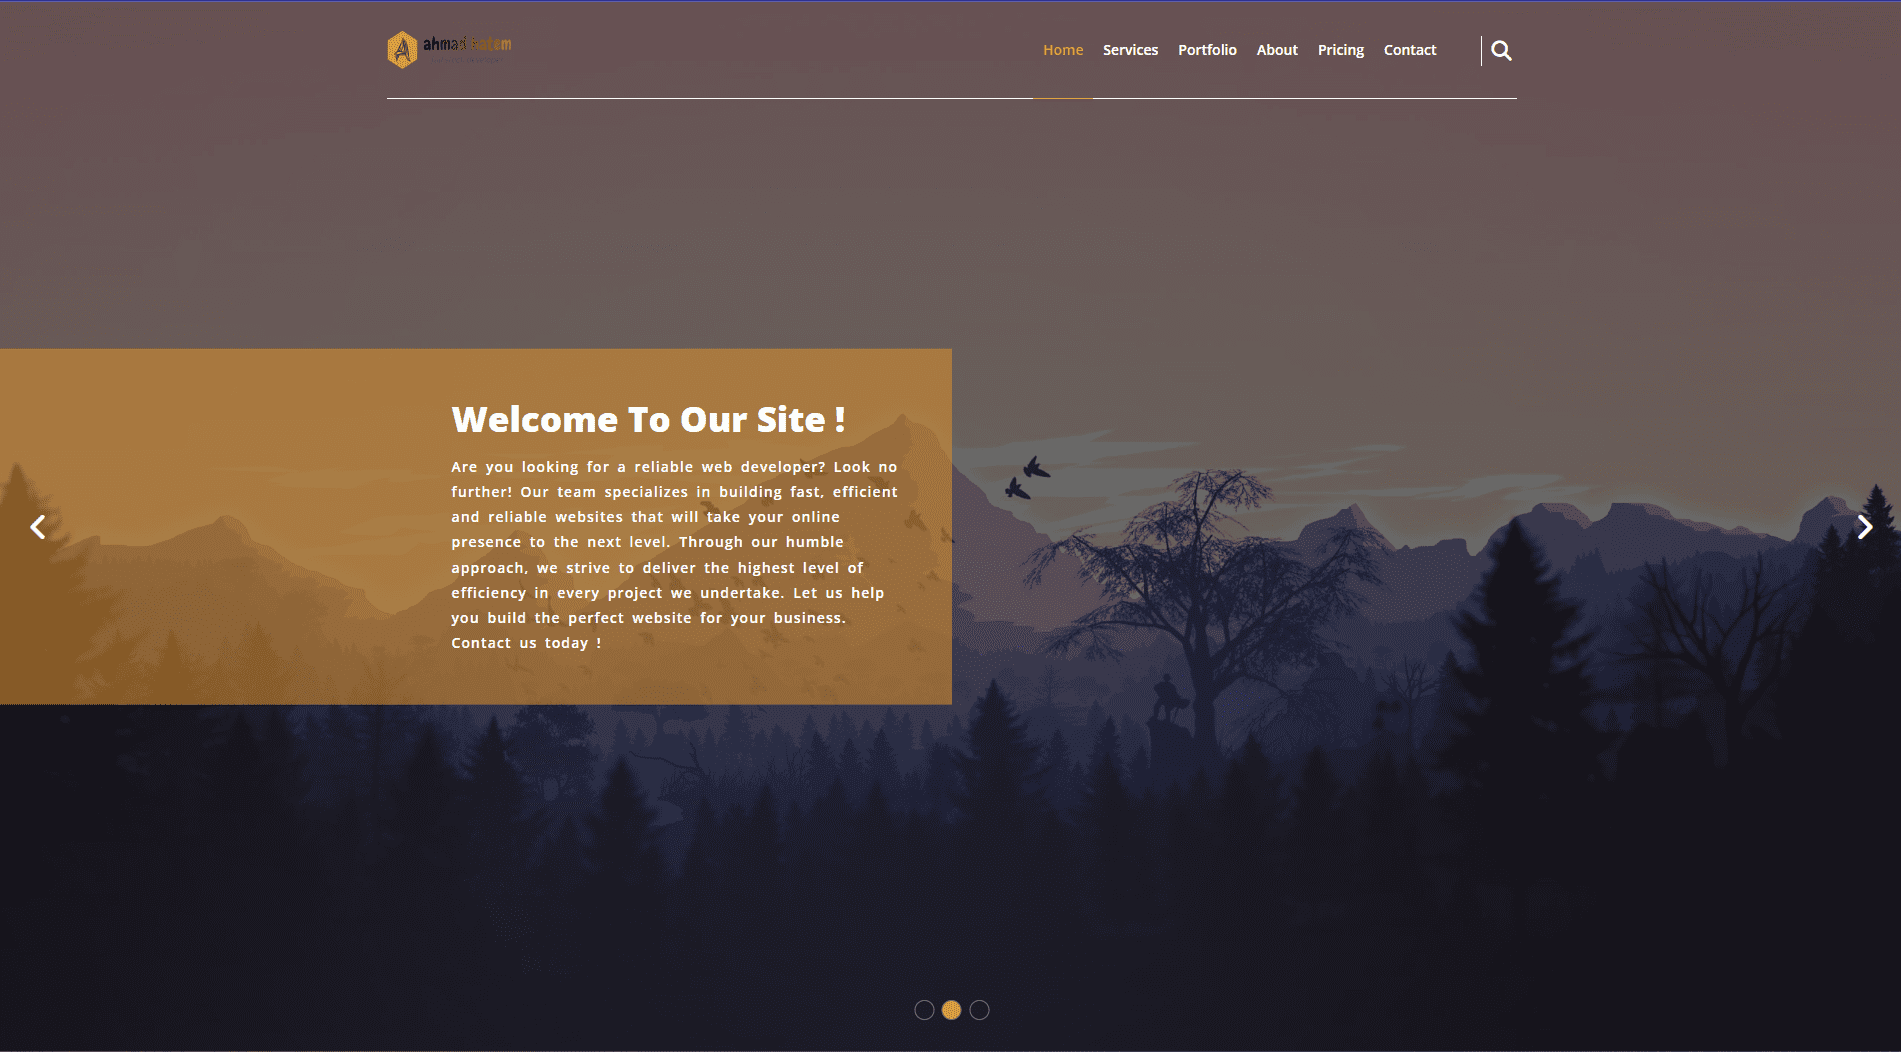 ahmad hatem
Home Services Portfolio About Pricing Contact
Welcome To Our Site !
Are you looking for a reliable web developer? Look no
further! Our team specializes in building fast, efficient
and reliable websites that will take your online
presence to the next level. Through our humble
approach, we strive to deliver the highest level of
efficiency in every project we undertake. Let us help
you build the perfect website for your business.
Contact us today !